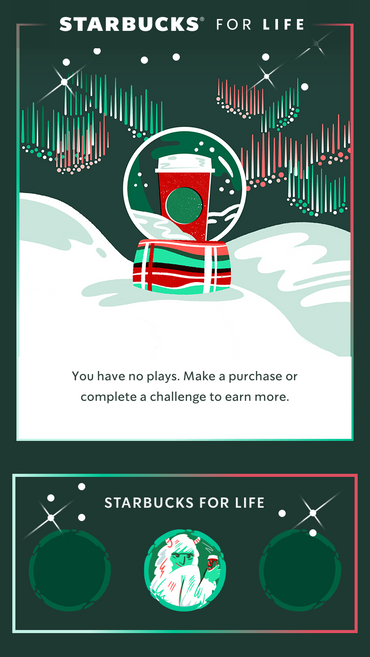 STARBUCKS® FOR LIFE
You have no plays. Make a purchase or
complete a challenge to earn more.
STARBUCKS FOR LIFE